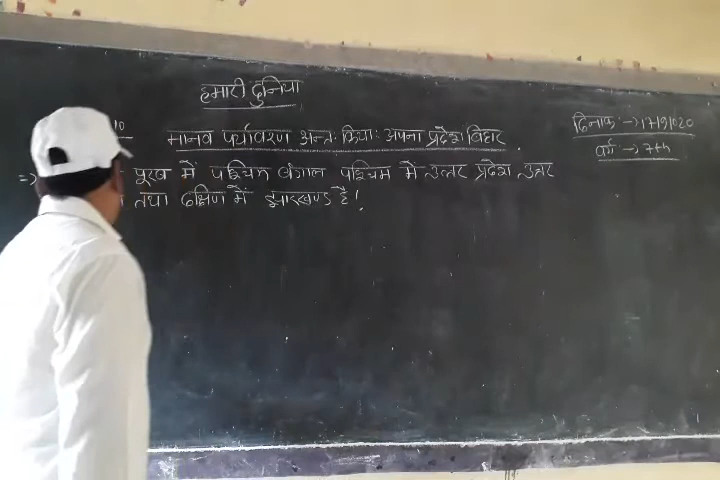 हमारी दुनिया
10
मानव पर्यावरण अन्तः क्रियाः अपना प्रदेश बिहार
दिनांक → 17/9/020
वर्ग → 7th
⇒ पूरब में पश्चिम बंगाल पश्चिम में उत्तर प्रदेश उत्तर
तथा दक्षिण में झारखण्ड है!